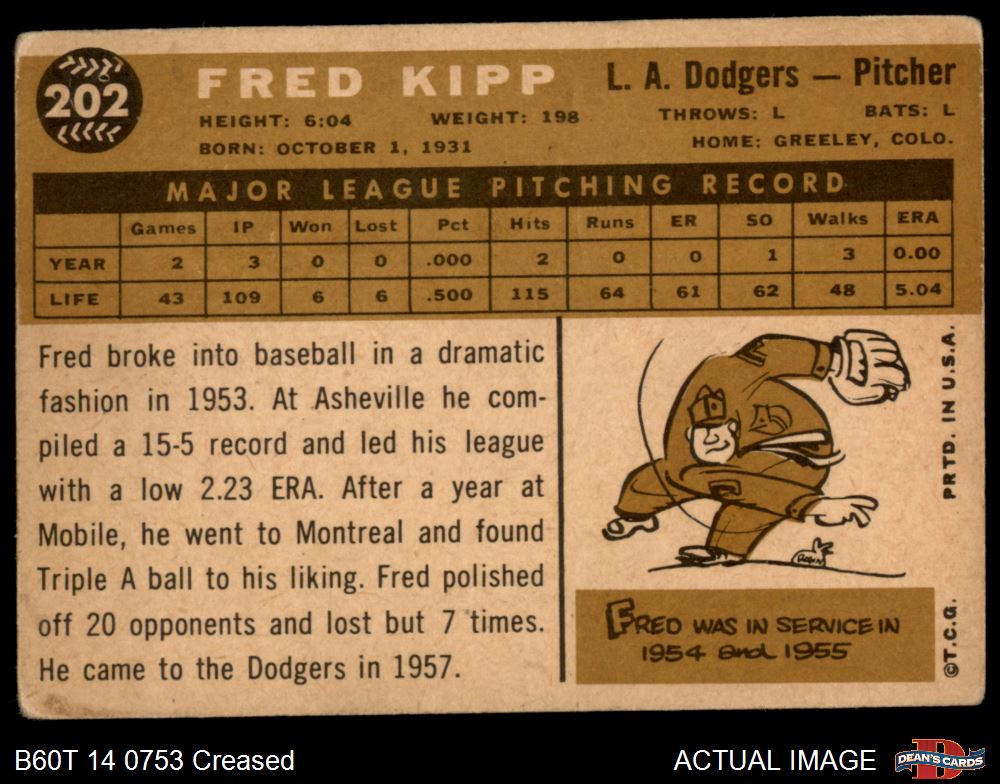 202
FRED KIPP
L. A. Dodgers — Pitcher
HEIGHT: 6:04 WEIGHT: 198 THROWS: L BATS: L
BORN: OCTOBER 1, 1931 HOME: GREELEY, COLO.
MAJOR LEAGUE PITCHING RECORD
Games IP Won Lost Pct Hits Runs ER SO Walks ERA
YEAR 2 3 0 0 .000 2 0 0 1 3 0.00
LIFE 43 109 6 6 .500 115 64 61 62 48 5.04
Fred broke into baseball in a dramatic
fashion in 1953. At Asheville he com-
piled a 15-5 record and led his league
with a low 2.23 ERA. After a year at
Mobile, he went to Montreal and found
Triple A ball to his liking. Fred polished
off 20 opponents and lost but 7 times.
He came to the Dodgers in 1957.
FRED WAS IN SERVICE IN
1954 and 1955
PRTD. IN U.S.A.
©T.C.G.
B60T 14 0753 Creased
ACTUAL IMAGE
D
DEAN'S CARDS